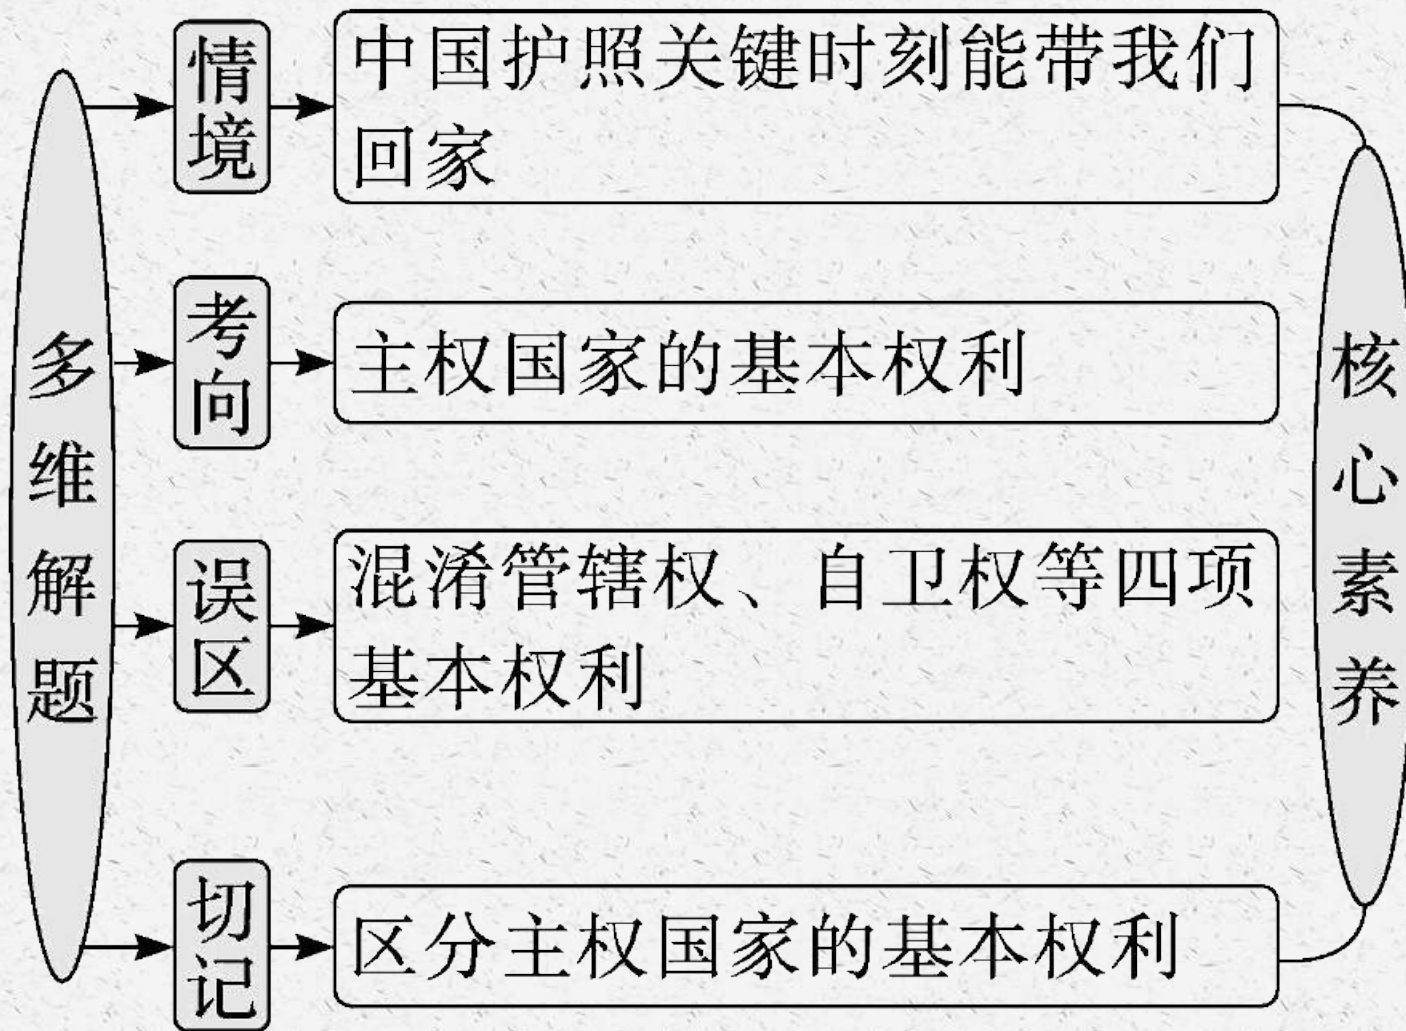 多维解题
情境
中国护照关键时刻能带我们
回家
考向
主权国家的基本权利
误区
混淆管辖权、自卫权等四项
基本权利
切记
区分主权国家的基本权利
核心素养